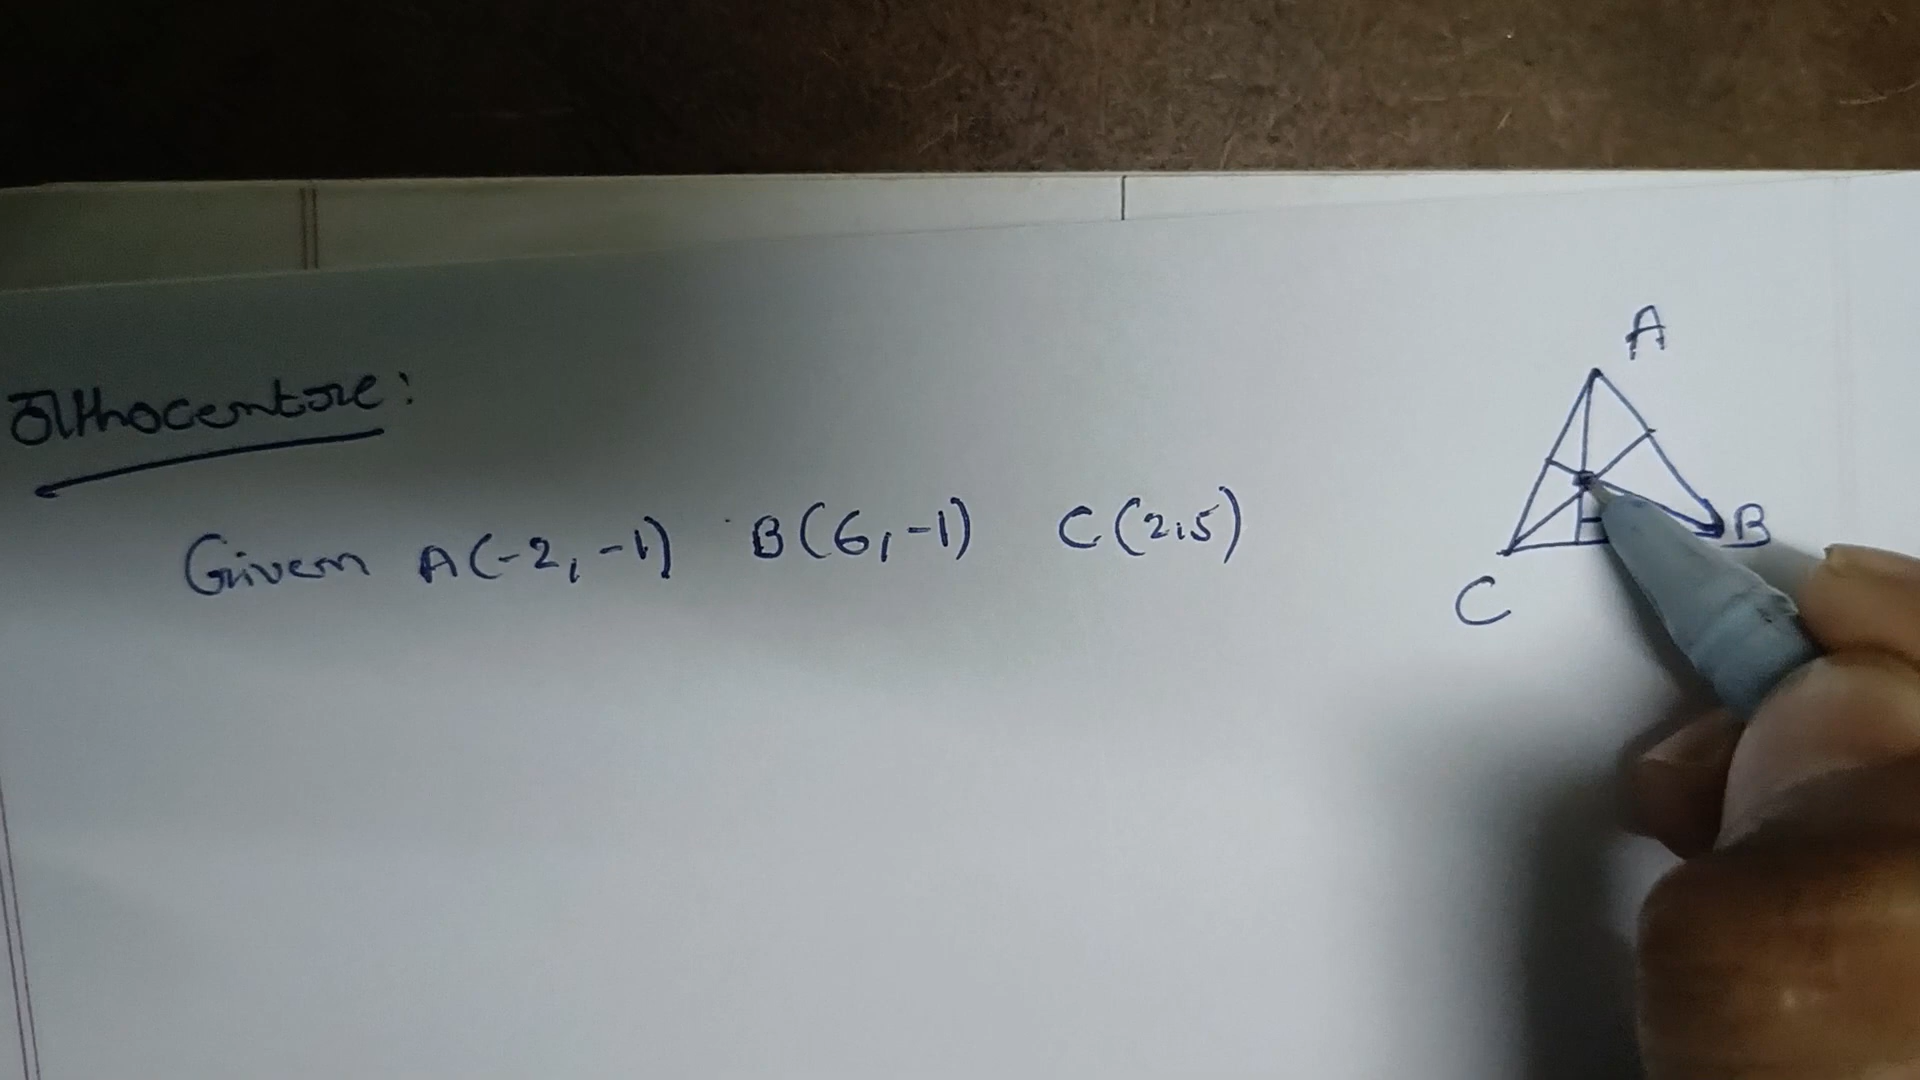 Orthocentre:
Given A(-2, -1) B(6, -1) C(2,5)
A
B
C